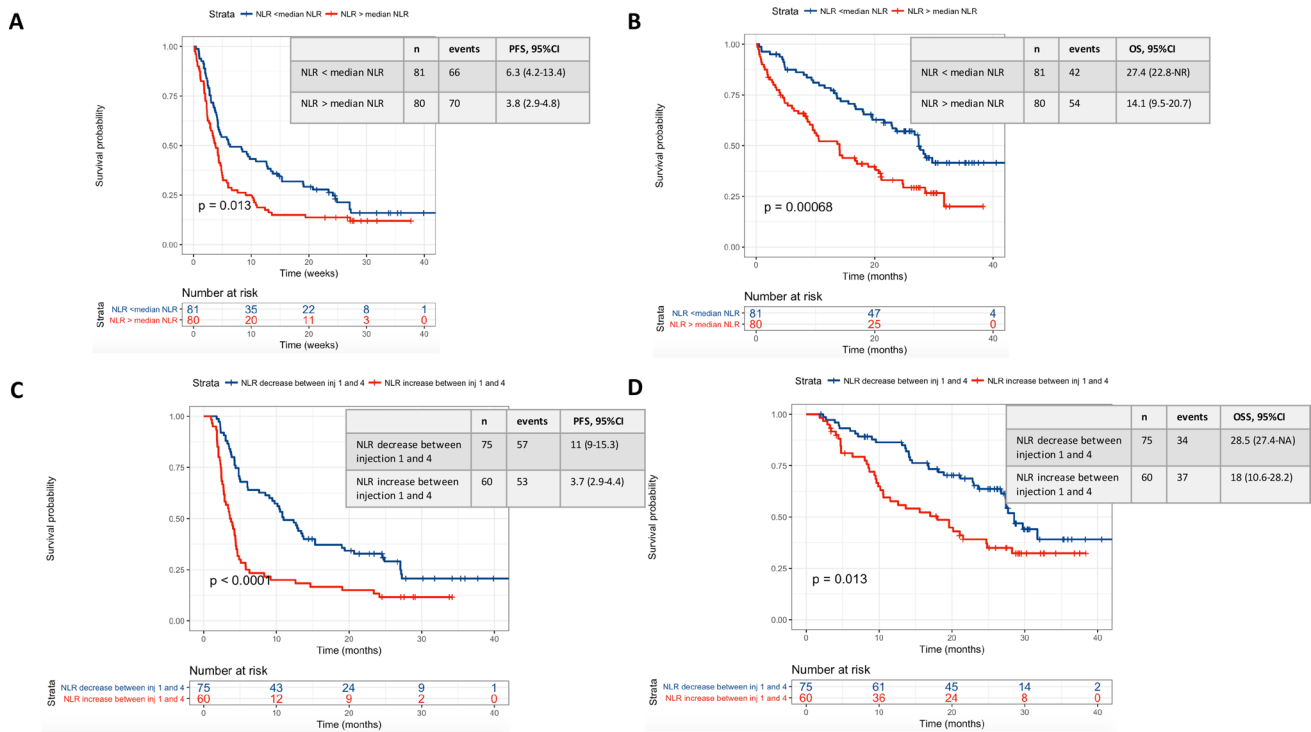 A
Strata NLR <median NLR NLR > median NLR
n events PFS, 95%CI
NLR < median NLR 81 66 6.3 (4.2-13.4)
NLR > median NLR 80 70 3.8 (2.9-4.8)
Survival probability
1.00
0.75
0.50
0.25
0.00
p = 0.013
0 10 20 30 40
Time (weeks)
Number at risk
Strata
NLR <median NLR 81 35 22 8 1
NLR > median NLR 80 20 11 3 0
0 10 20 30 40
Time (weeks)
B
Strata NLR <median NLR NLR > median NLR
n events OS, 95%CI
NLR < median NLR 81 42 27.4 (22.8-NR)
NLR > median NLR 80 54 14.1 (9.5-20.7)
Survival probability
1.00
0.75
0.50
0.25
0.00
p = 0.00068
0 20 40
Time (months)
Number at risk
Strata
NLR <median NLR 81 47 4
NLR > median NLR 80 25 0
0 20 40
Time (months)
C
Strata NLR decrease between inj 1 and 4 NLR increase between inj 1 and 4
n events PFS, 95%CI
NLR decrease between
injection 1 and 4
75 57 11 (9-15.3)
NLR increase between
injection 1 and 4
60 53 3.7 (2.9-4.4)
Survival probability
1.00
0.75
0.50
0.25
0.00
p < 0.0001
0 10 20 30 40
Time (months)
Number at risk
Strata
NLR decrease between inj 1 and 4 75 43 24 9 1
NLR increase between inj 1 and 4 60 12 9 2 0
0 10 20 30 40
Time (months)
D
Strata NLR decrease between inj 1 and 4 NLR increase between inj 1 and 4
n events OSS, 95%CI
NLR decrease between
injection 1 and 4
75 34 28.5 (27.4-NA)
NLR increase between
injection 1 and 4
60 37 18 (10.6-28.2)
Survival probability
1.00
0.75
0.50
0.25
0.00
p = 0.013
0 10 20 30 40
Time (months)
Number at risk
Strata
NLR decrease between inj 1 and 4 75 61 45 14 2
NLR increase between inj 1 and 4 60 36 24 8 0
0 10 20 30 40
Time (months)